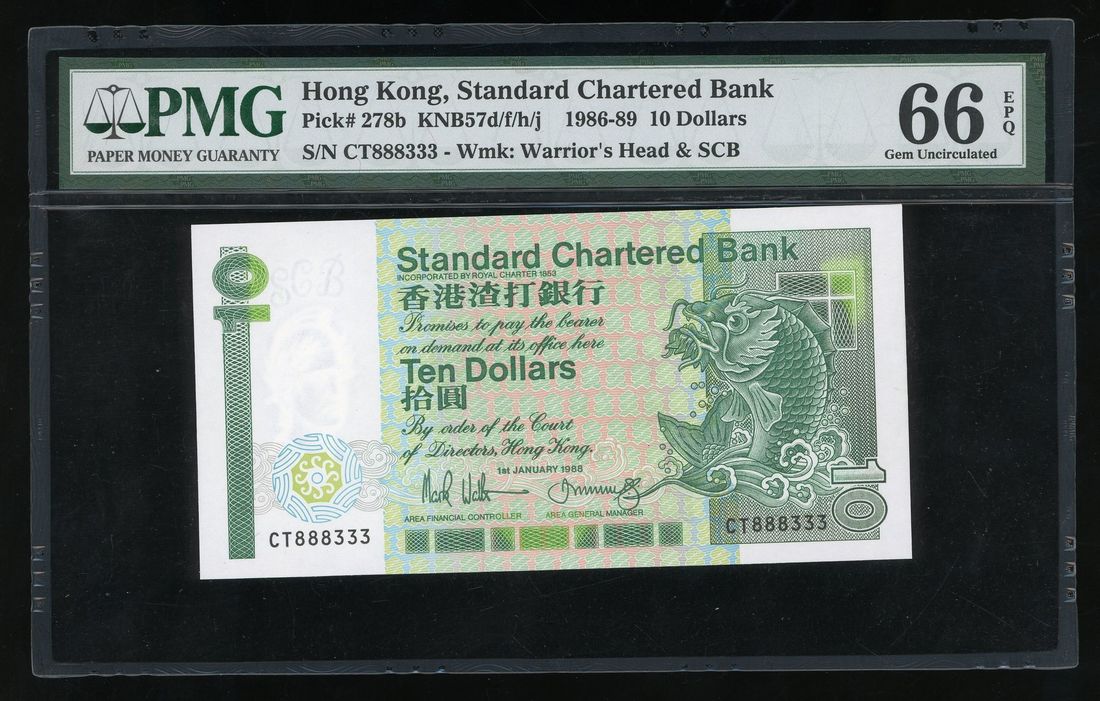 PMG
PAPER MONEY GUARANTY
Hong Kong, Standard Chartered Bank
Pick# 278b KNB57d/f/h/j 1986-89 10 Dollars
S/N CT888333 - Wmk: Warrior's Head & SCB
66
EPQ
Gem Uncirculated
10
SCB
Standard Chartered Bank
INCORPORATED BY ROYAL CHARTER 1853
香港渣打銀行
Promises to pay the bearer
on demand at its office here
Ten Dollars
拾圓
By order of the Court
of Directors, Hong Kong.
1st JANUARY 1988
AREA FINANCIAL CONTROLLER
AREA GENERAL MANAGER
CT888333
CT888333
10